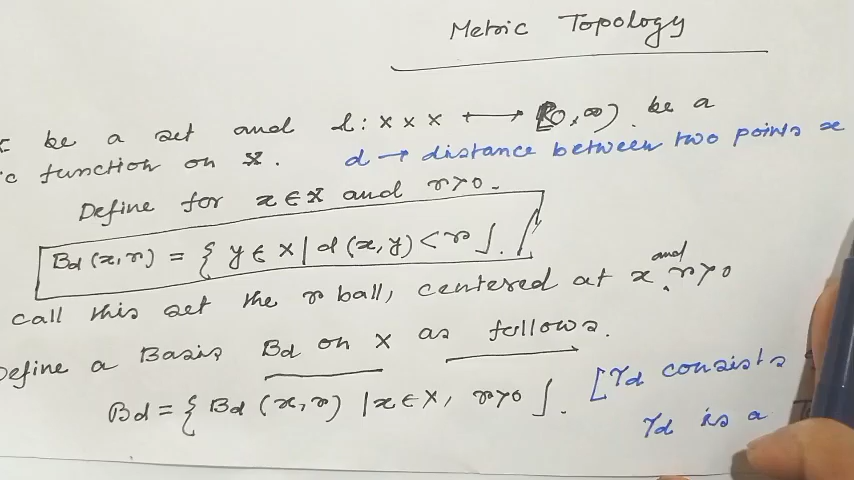 Metric Topology
be a set and d: X x X ⟷ [0, ∞). be a
c function on X. d → distance between two points x
Define for x ∈ X and r>0.
Bd (x, r) = { y ∈ X | d (x, y) < r }.
call this set the r ball, centered at x and r>0
Define a Basis Bd on X as follows.
Bd = { Bd (x, r) | x ∈ X, r>0 }. [ Td consists
Td is a